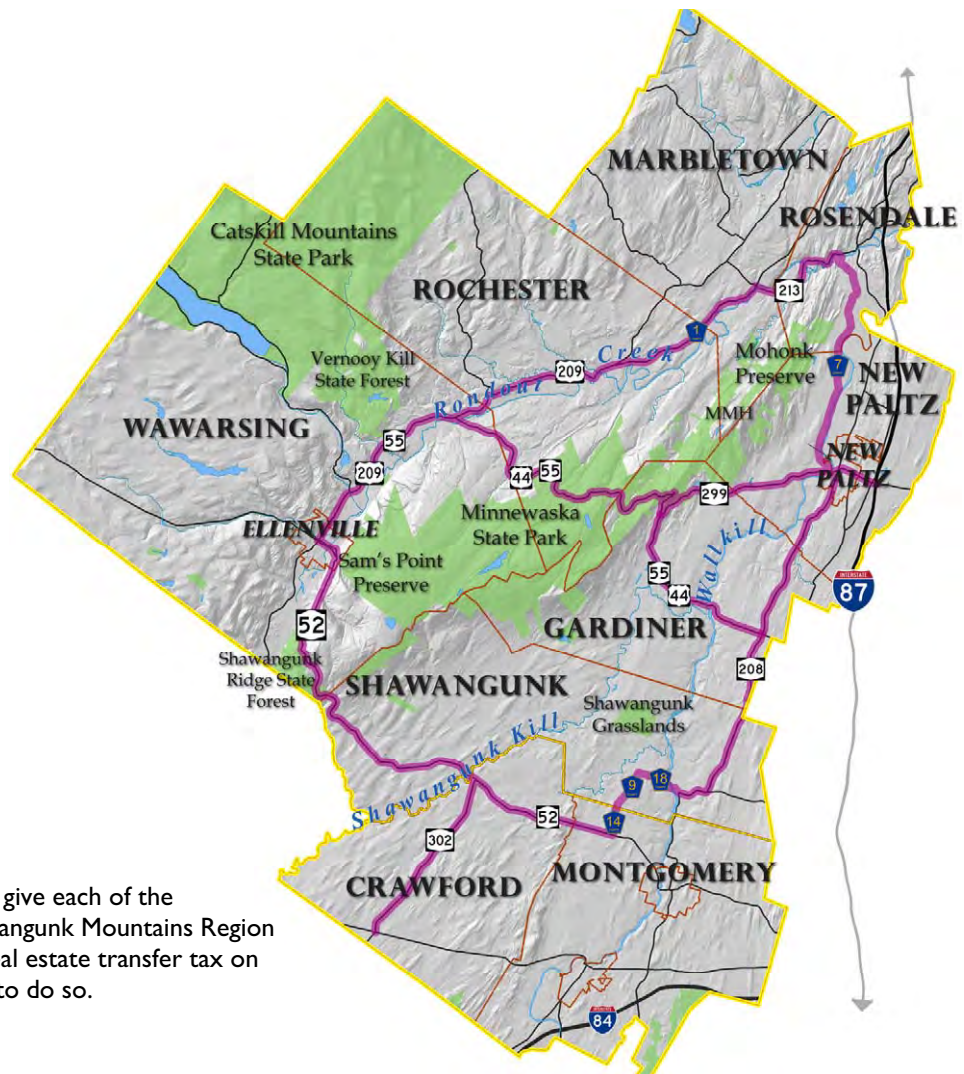 MARBLETOWN
ROSENDALE
Catskill Mountains
State Park
ROCHESTER
213
1
Mohonk
Preserve
7
NEW
PALTZ
Vernooy Kill
State Forest
209
Rondout Creek
MMH
WAWARSING
55
209
44
55
299
NEW
PALTZ
ELLENVILLE
Minnewaska
State Park
Sam's Point
Preserve
Wallkill
55
44
INTERSTATE
87
52
GARDINER
208
Shawangunk
Ridge State
Forest
SHAWANGUNK
Shawangunk
Grasslands
Shawangunk Kill
9
18
14
52
302
CRAWFORD
MONTGOMERY
give each of the
angunk Mountains Region
al estate transfer tax on
to do so.
84